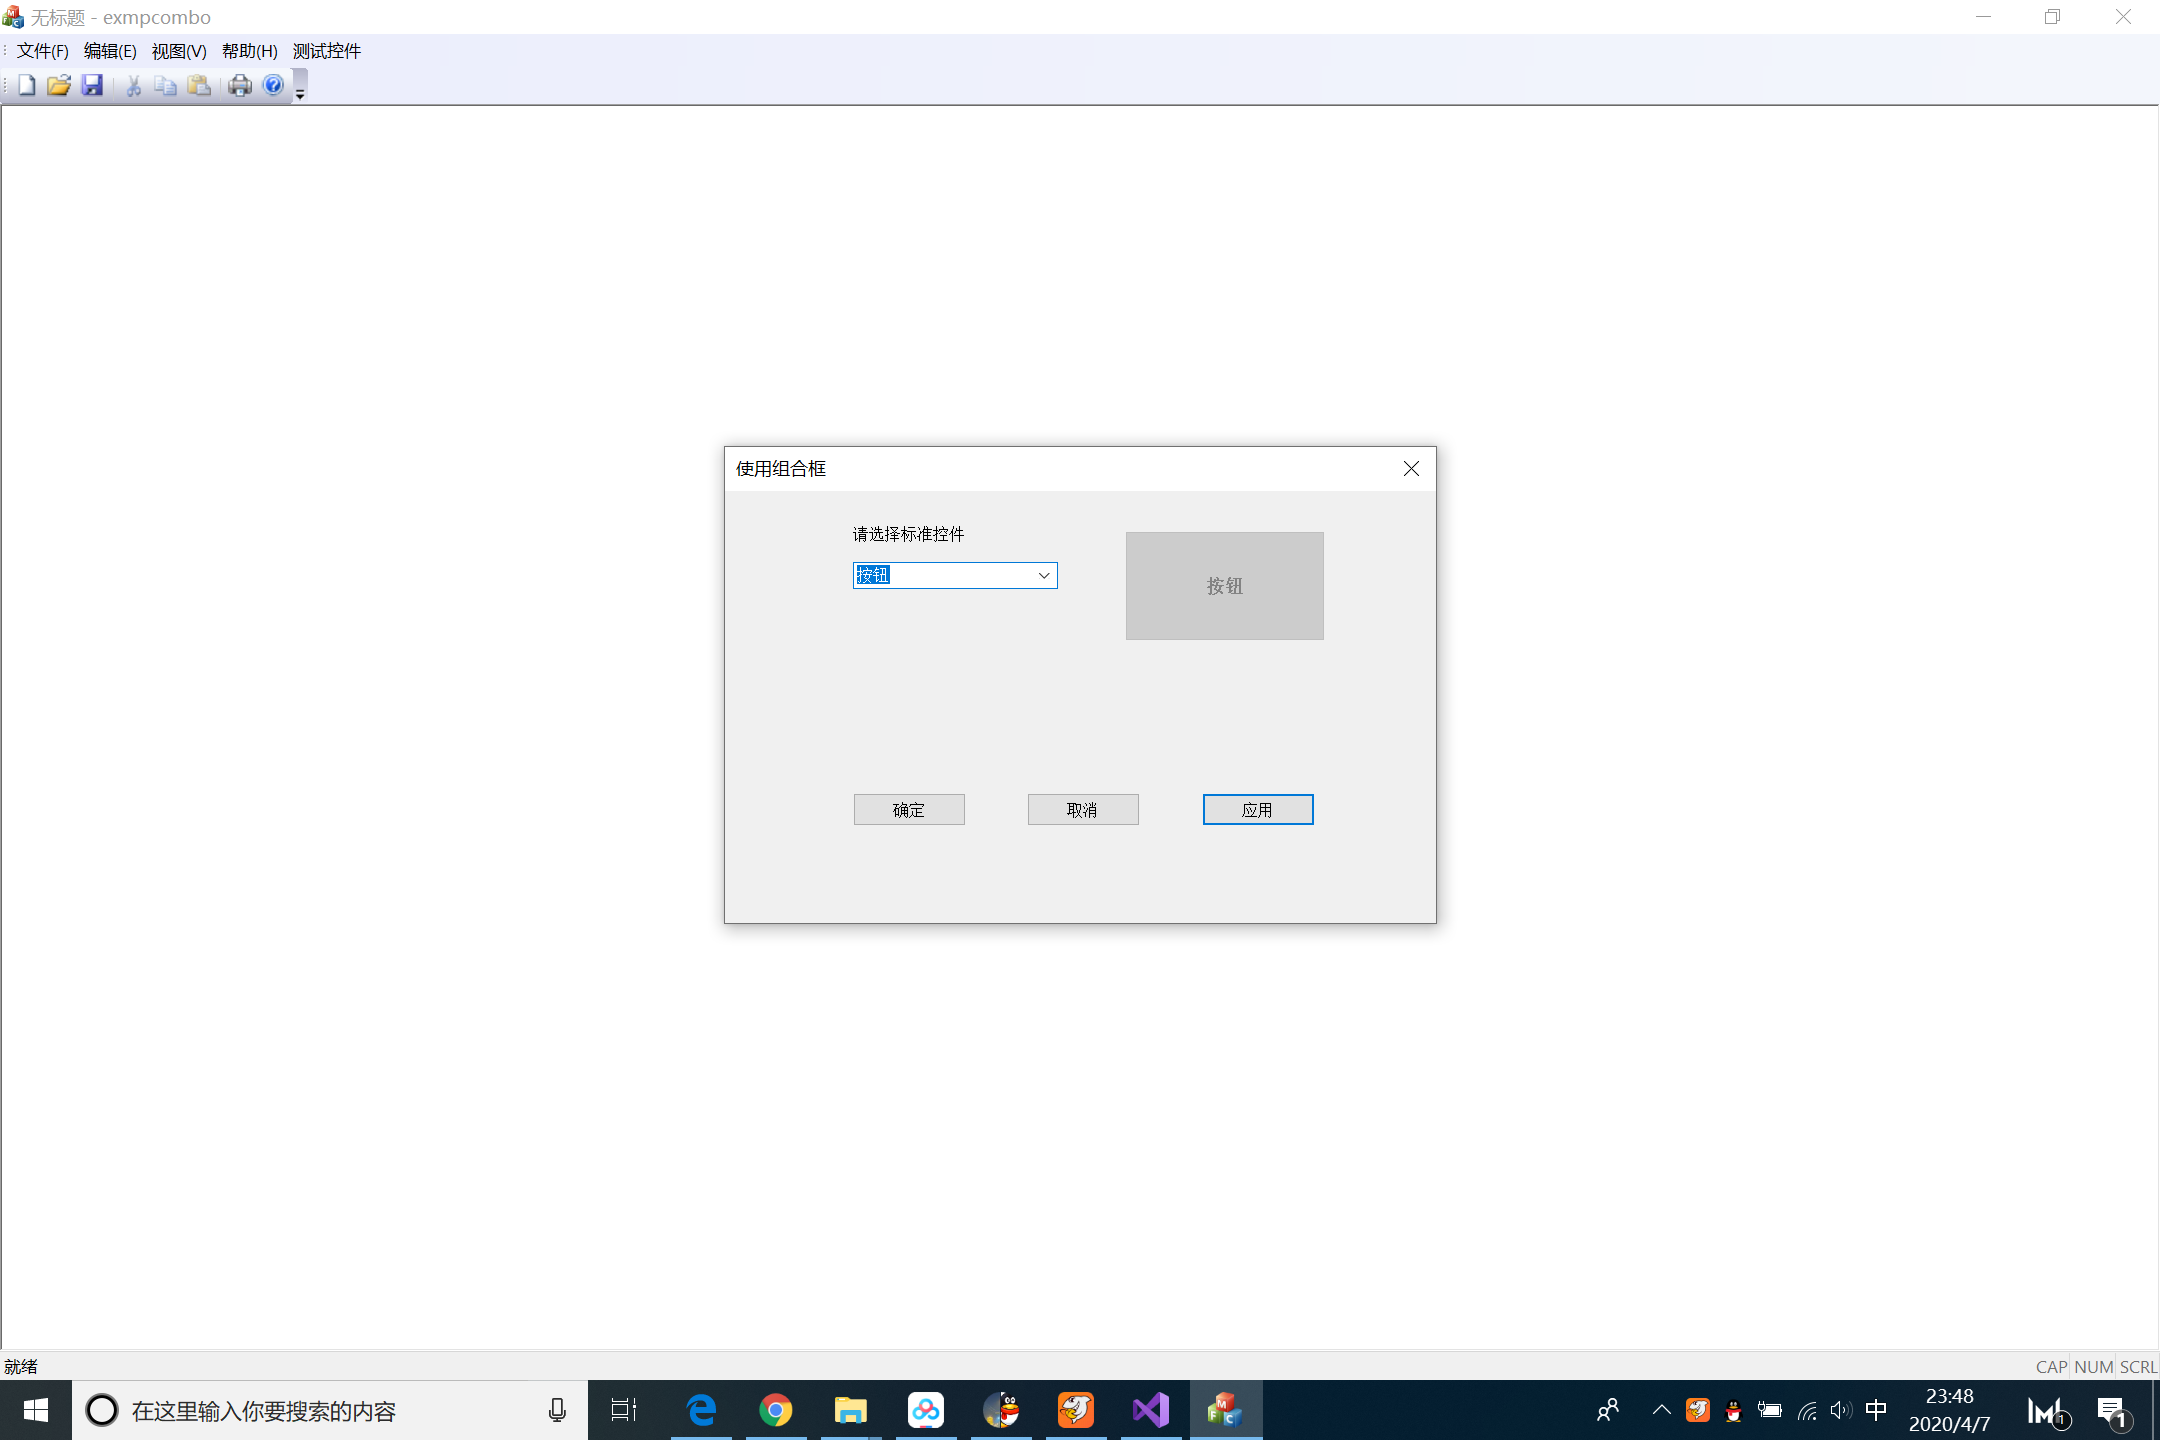 无标题 - exmpcombo
文件(F) 编辑(E) 视图(V) 帮助(H) 测试控件
使用组合框
请选择标准控件
按钮
按钮
确定 取消 应用
就绪
CAP NUM SCRL
在这里输入你要搜索的内容
中
23:48
2020/4/7
1
1